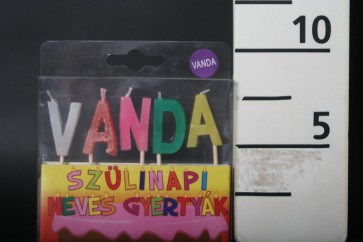 VANDA
VANDA
SZÜLINAPI
NEVES GYERTYÁK
10
5